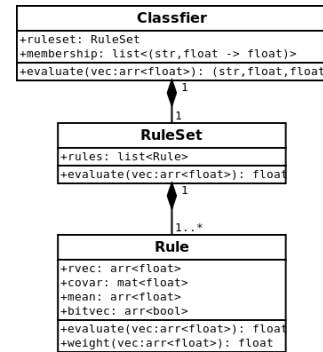 Classfier
+ruleset: RuleSet
+membership: list<(str,float -> float)>
+evaluate(vec:arr<float>): (str,float,float
1
1
RuleSet
+rules: list<Rule>
+evaluate(vec:arr<float>): float
1
1..*
Rule
+rvec: arr<float>
+covar: mat<float>
+mean: arr<float>
+bitvec: arr<bool>
+evaluate(vec:arr<float>): float
+weight(vec:arr<float>): float